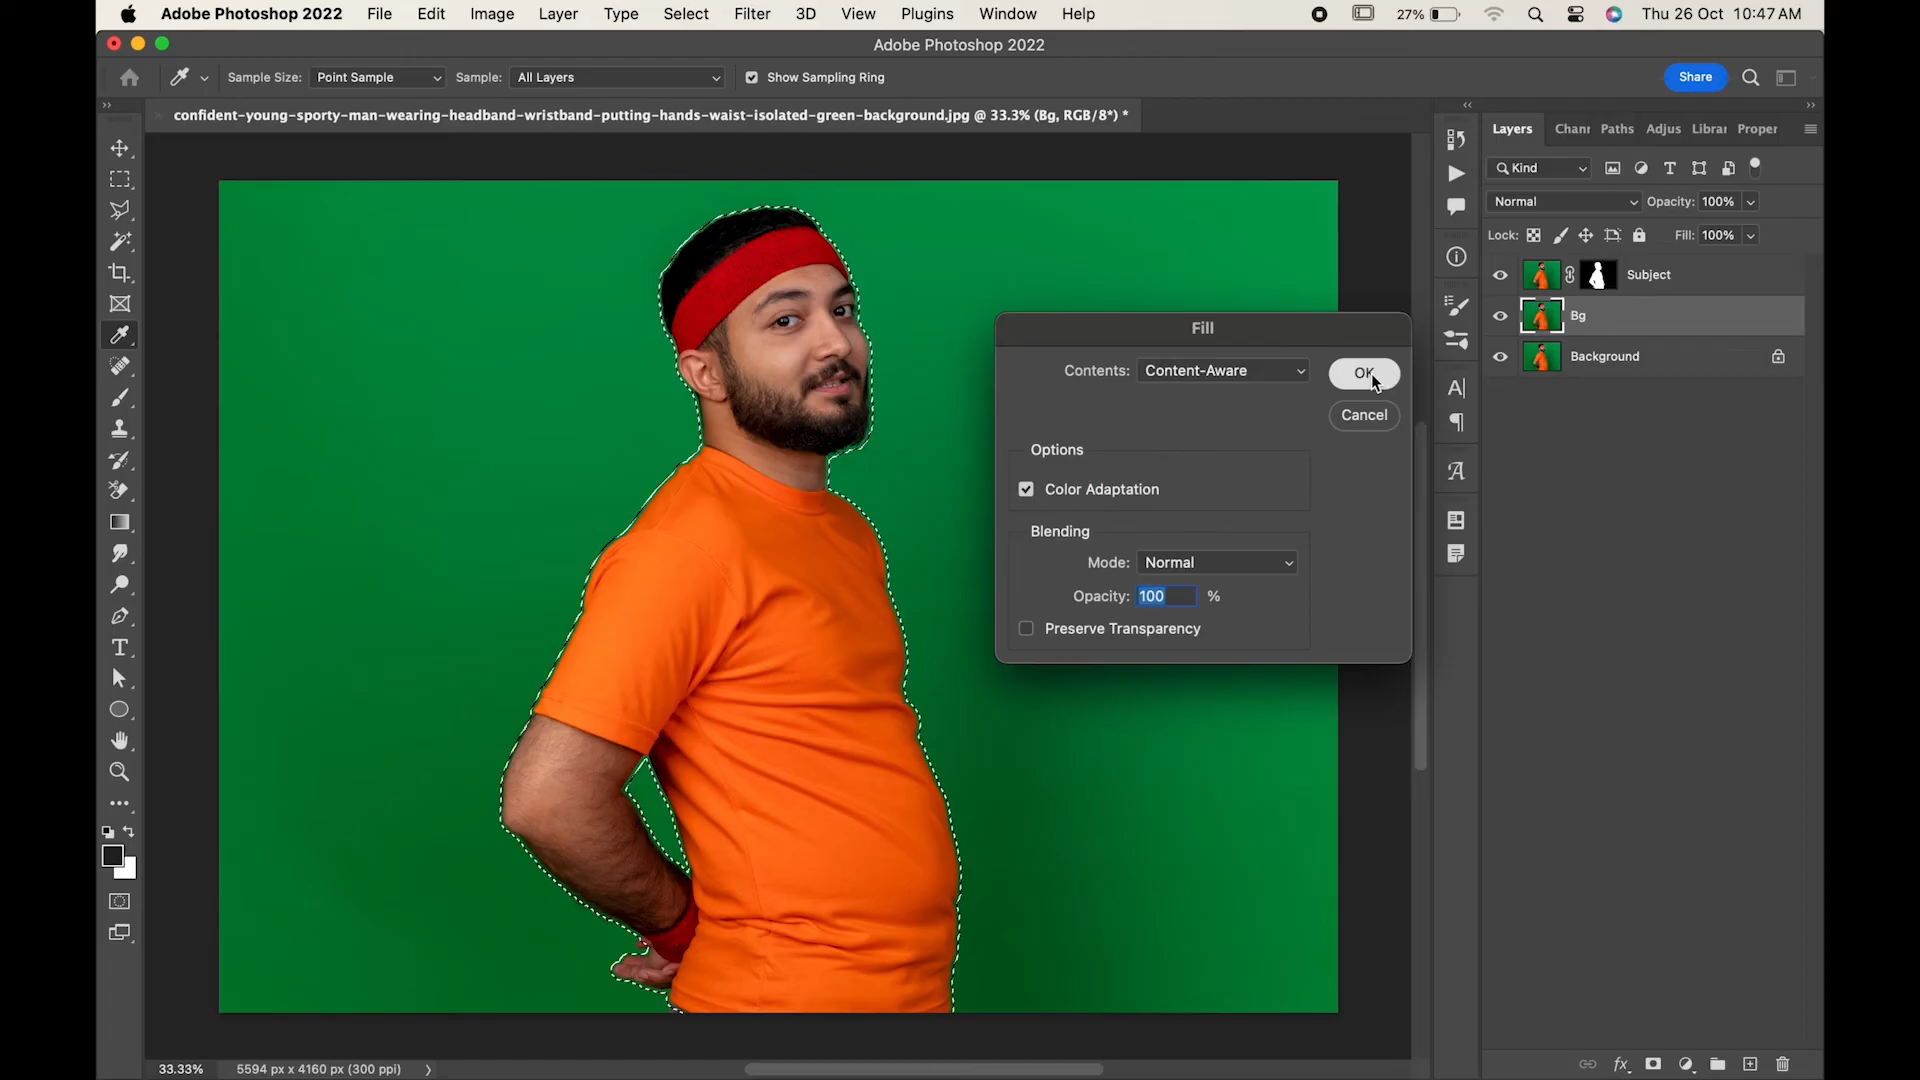 Adobe Photoshop 2022 File Edit Image Layer Type Select Filter 3D View Plugins Window Help 27% Thu 26 Oct 10:47 AM
Adobe Photoshop 2022
Sample Size: Point Sample Sample: All Layers Show Sampling Ring Share
confident-young-sporty-man-wearing-headband-wristband-putting-hands-waist-isolated-green-background.jpg @ 33.3% (Bg, RGB/8*) *
Layers Chanr Paths Adjus Librar Proper
Kind
Normal Opacity: 100%
Lock: Fill: 100%
Subject
Bg
Background
Fill
Contents: Content-Aware OK
Cancel
Options
Color Adaptation
Blending
Mode: Normal
Opacity: 100 %
Preserve Transparency
33.33% 5594 px x 4160 px (300 ppi)